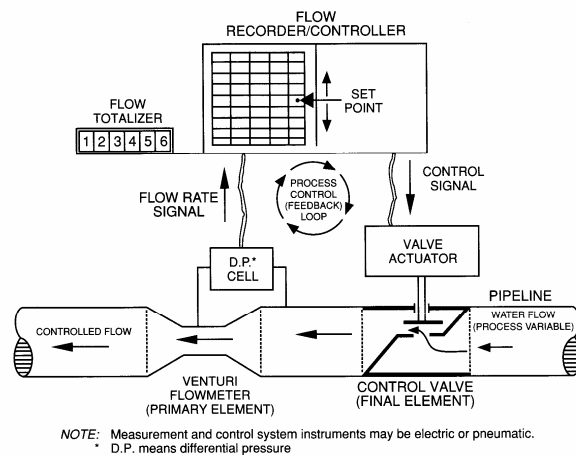 FLOW
RECORDER/CONTROLLER
FLOW
TOTALIZER
1 2 3 4 5 6
SET
POINT
FLOW RATE
SIGNAL
PROCESS
CONTROL
(FEEDBACK)
LOOP
CONTROL
SIGNAL
D.P.*
CELL
VALVE
ACTUATOR
PIPELINE
CONTROLLED FLOW
WATER FLOW
(PROCESS VARIABLE)
VENTURI
FLOWMETER
(PRIMARY ELEMENT)
CONTROL VALVE
(FINAL ELEMENT)
NOTE: Measurement and control system instruments may be electric or pneumatic.
* D.P. means differential pressure